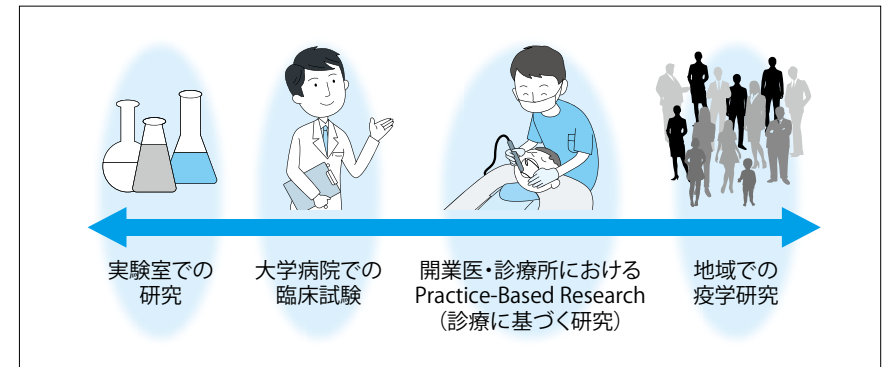 実験室での
研究
大学病院での
臨床試験
開業医・診療所における
Practice-Based Research
（診療に基づく研究）
地域での
疫学研究